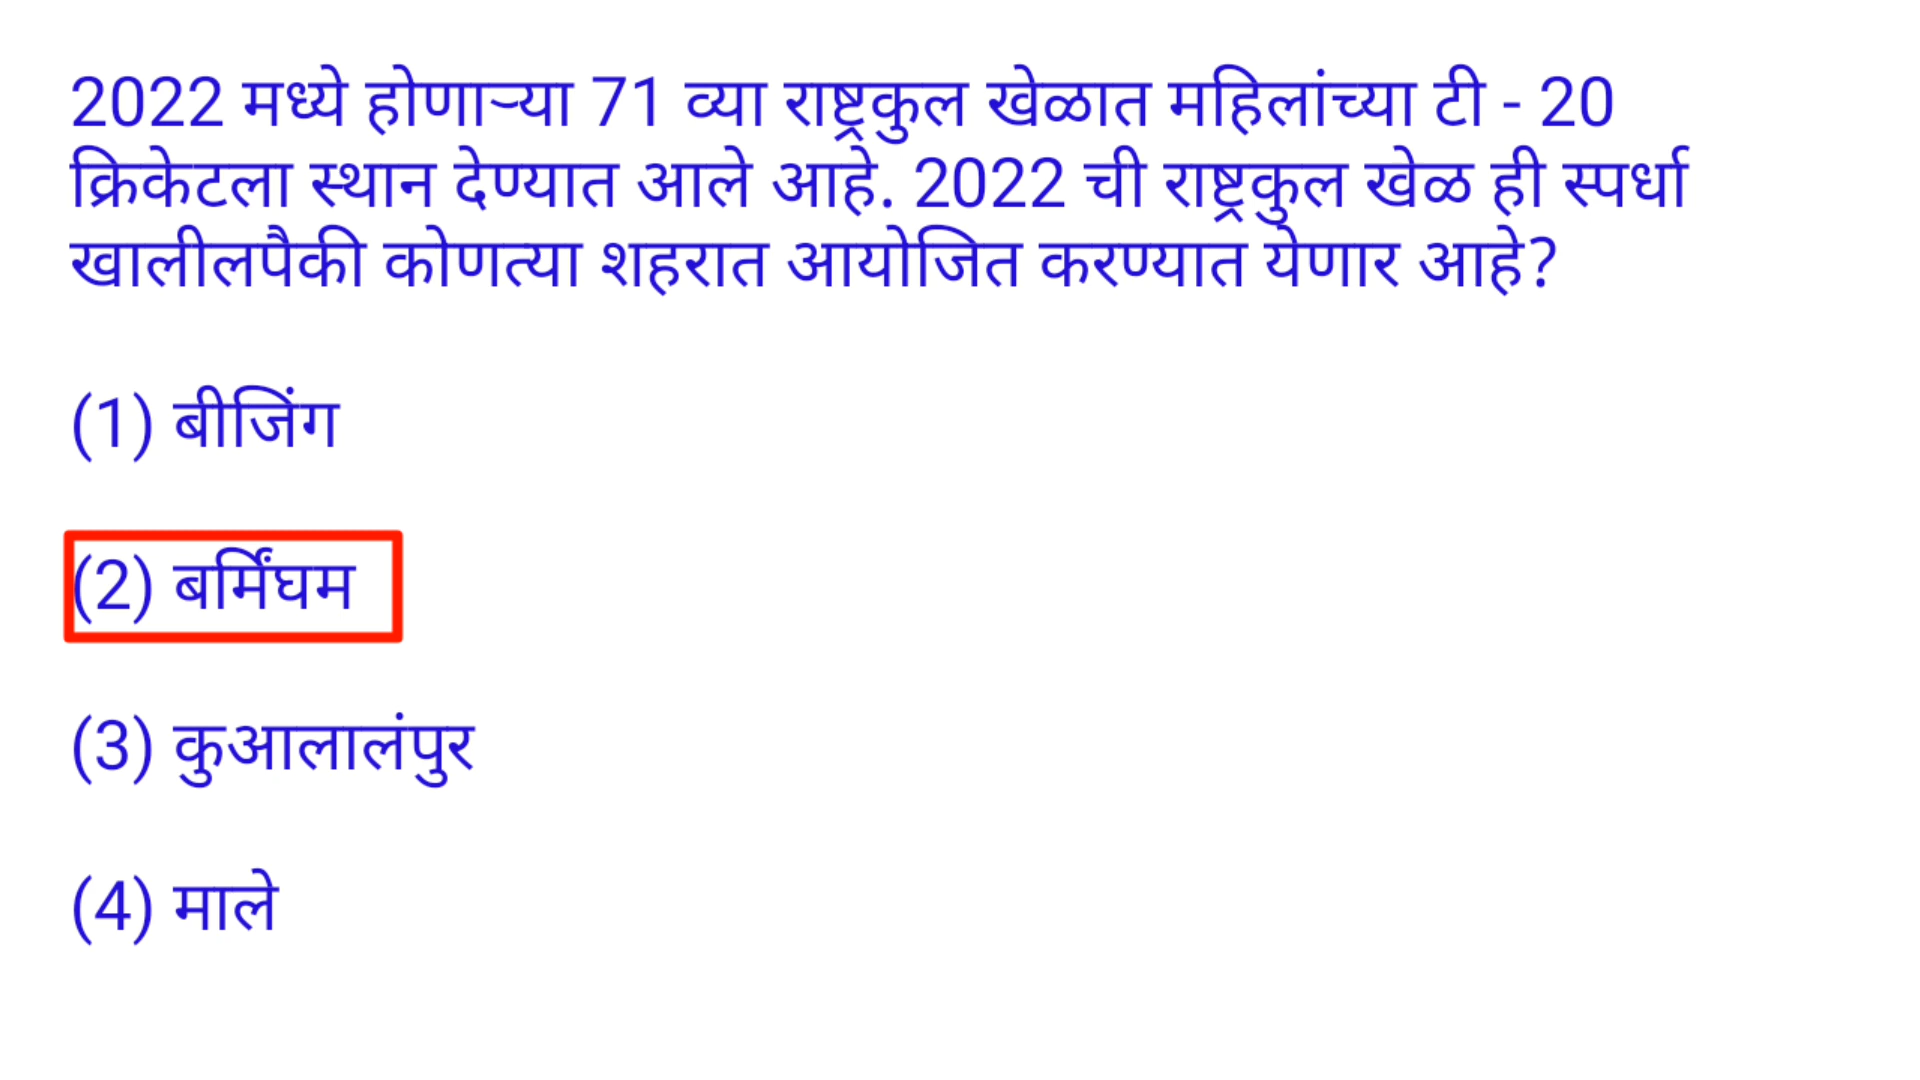 2022 मध्ये होणाऱ्या 71 व्या राष्ट्रकुल खेळात महिलांच्या टी - 20
क्रिकेटला स्थान देण्यात आले आहे. 2022 ची राष्ट्रकुल खेळ ही स्पर्धा
खालीलपैकी कोणत्या शहरात आयोजित करण्यात येणार आहे?
(1) बीजिंग
(2) बर्मिंघम
(3) कुआलालंपुर
(4) माले